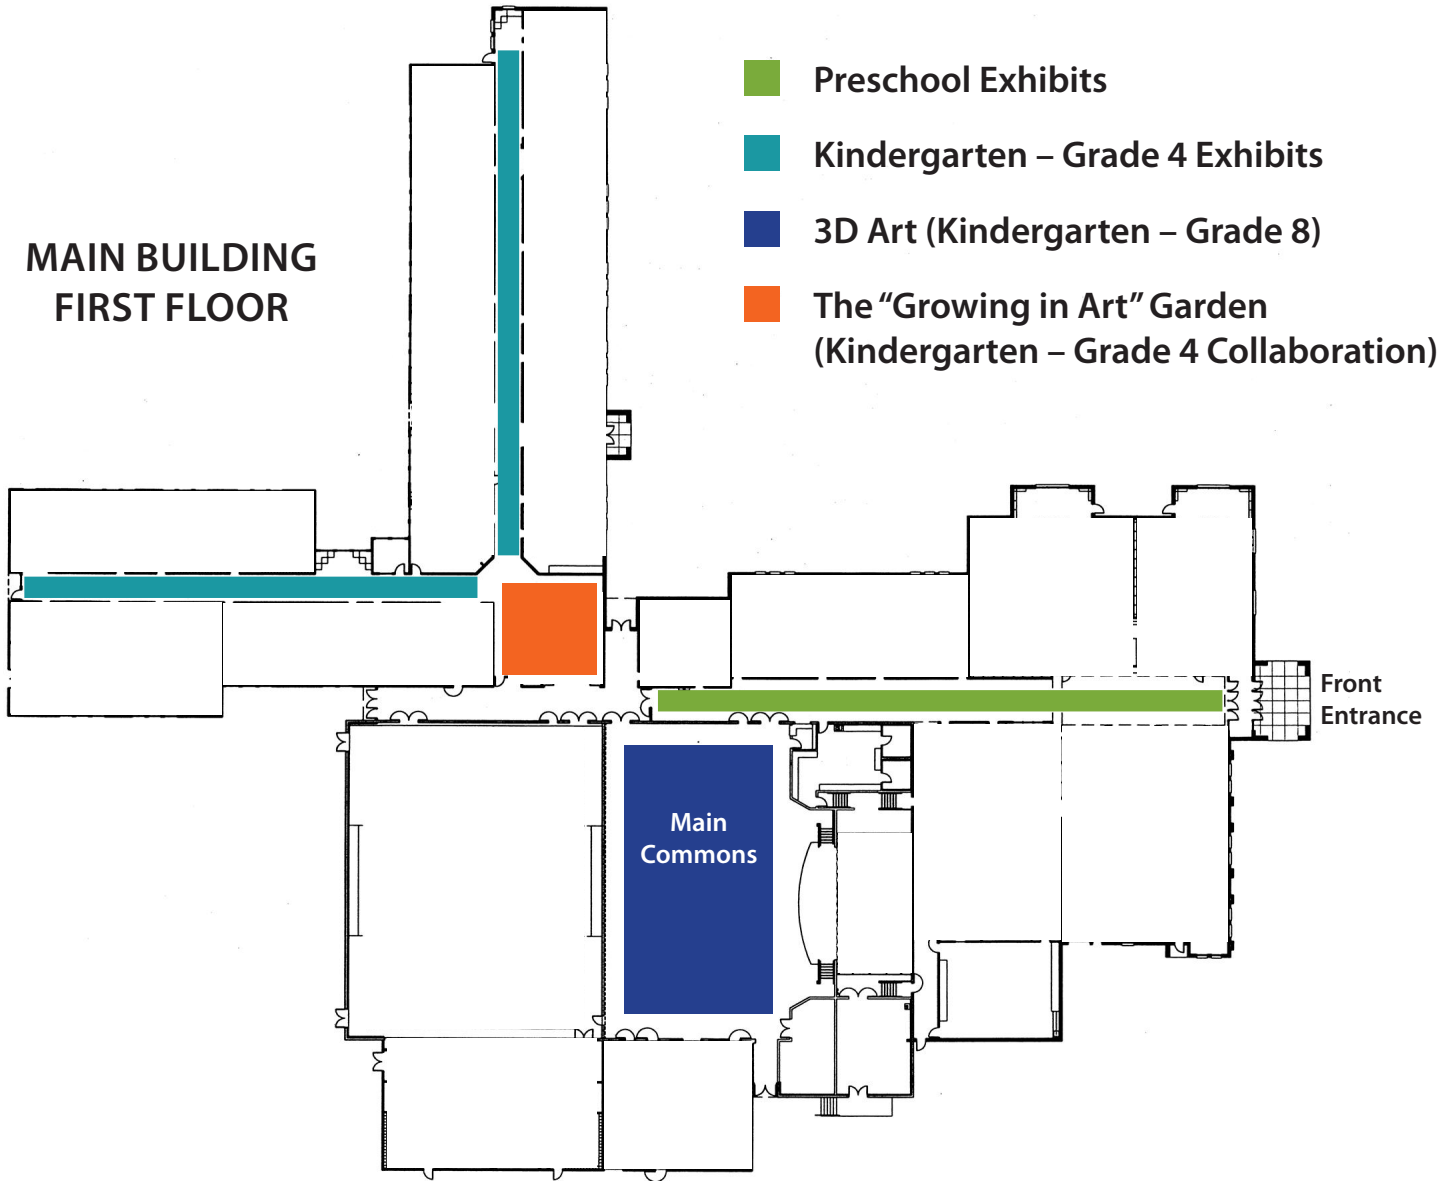 MAIN BUILDING
FIRST FLOOR
Preschool Exhibits
Kindergarten – Grade 4 Exhibits
3D Art (Kindergarten – Grade 8)
The “Growing in Art” Garden
(Kindergarten – Grade 4 Collaboration)
Front
Entrance
Main
Commons